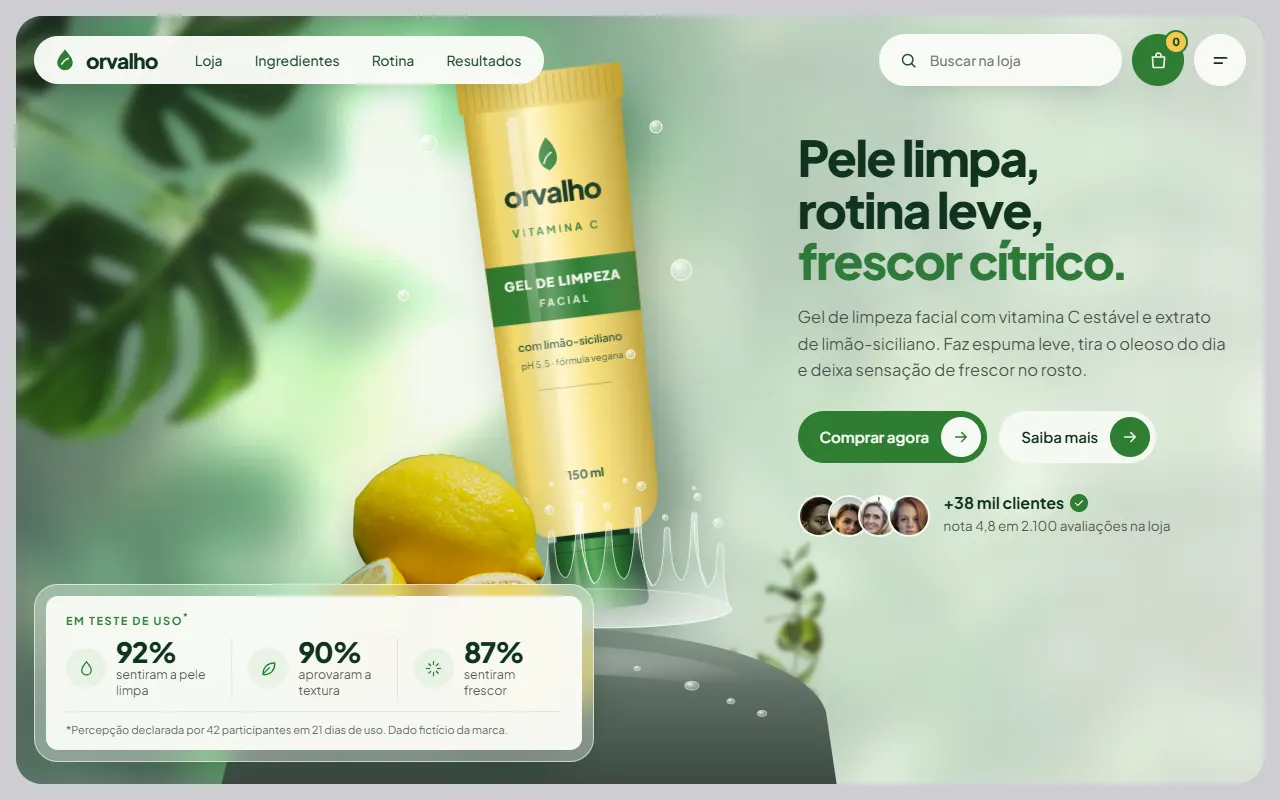 orvalho
Loja
Ingredientes
Rotina
Resultados
Buscar na loja
0
orvalho
VITAMINA C
GEL DE LIMPEZA
FACIAL
com limão-siciliano
pH 5.5 · fórmula vegana
150 ml
Pele limpa,
rotina leve,
frescor cítrico.
Gel de limpeza facial com vitamina C estável e extrato
de limão-siciliano. Faz espuma leve, tira o oleoso do dia
e deixa sensação de frescor no rosto.
Comprar agora
Saiba mais
+38 mil clientes
nota 4,8 em 2.100 avaliações na loja
EM TESTE DE USO*
92%
sentiram a pele
limpa
90%
aprovaram a
textura
87%
sentiram
frescor
*Percepção declarada por 42 participantes em 21 dias de uso. Dado fictício da marca.